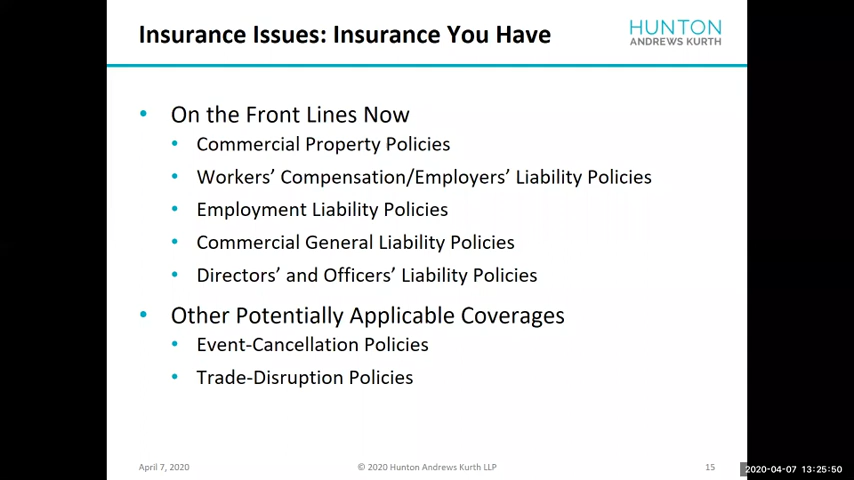 Insurance Issues: Insurance You Have
HUNTON
ANDREWS KURTH
• On the Front Lines Now
• Commercial Property Policies
• Workers’ Compensation/Employers’ Liability Policies
• Employment Liability Policies
• Commercial General Liability Policies
• Directors’ and Officers’ Liability Policies
• Other Potentially Applicable Coverages
• Event-Cancellation Policies
• Trade-Disruption Policies
April 7, 2020
© 2020 Hunton Andrews Kurth LLP
15
2020-04-07 13:25:50